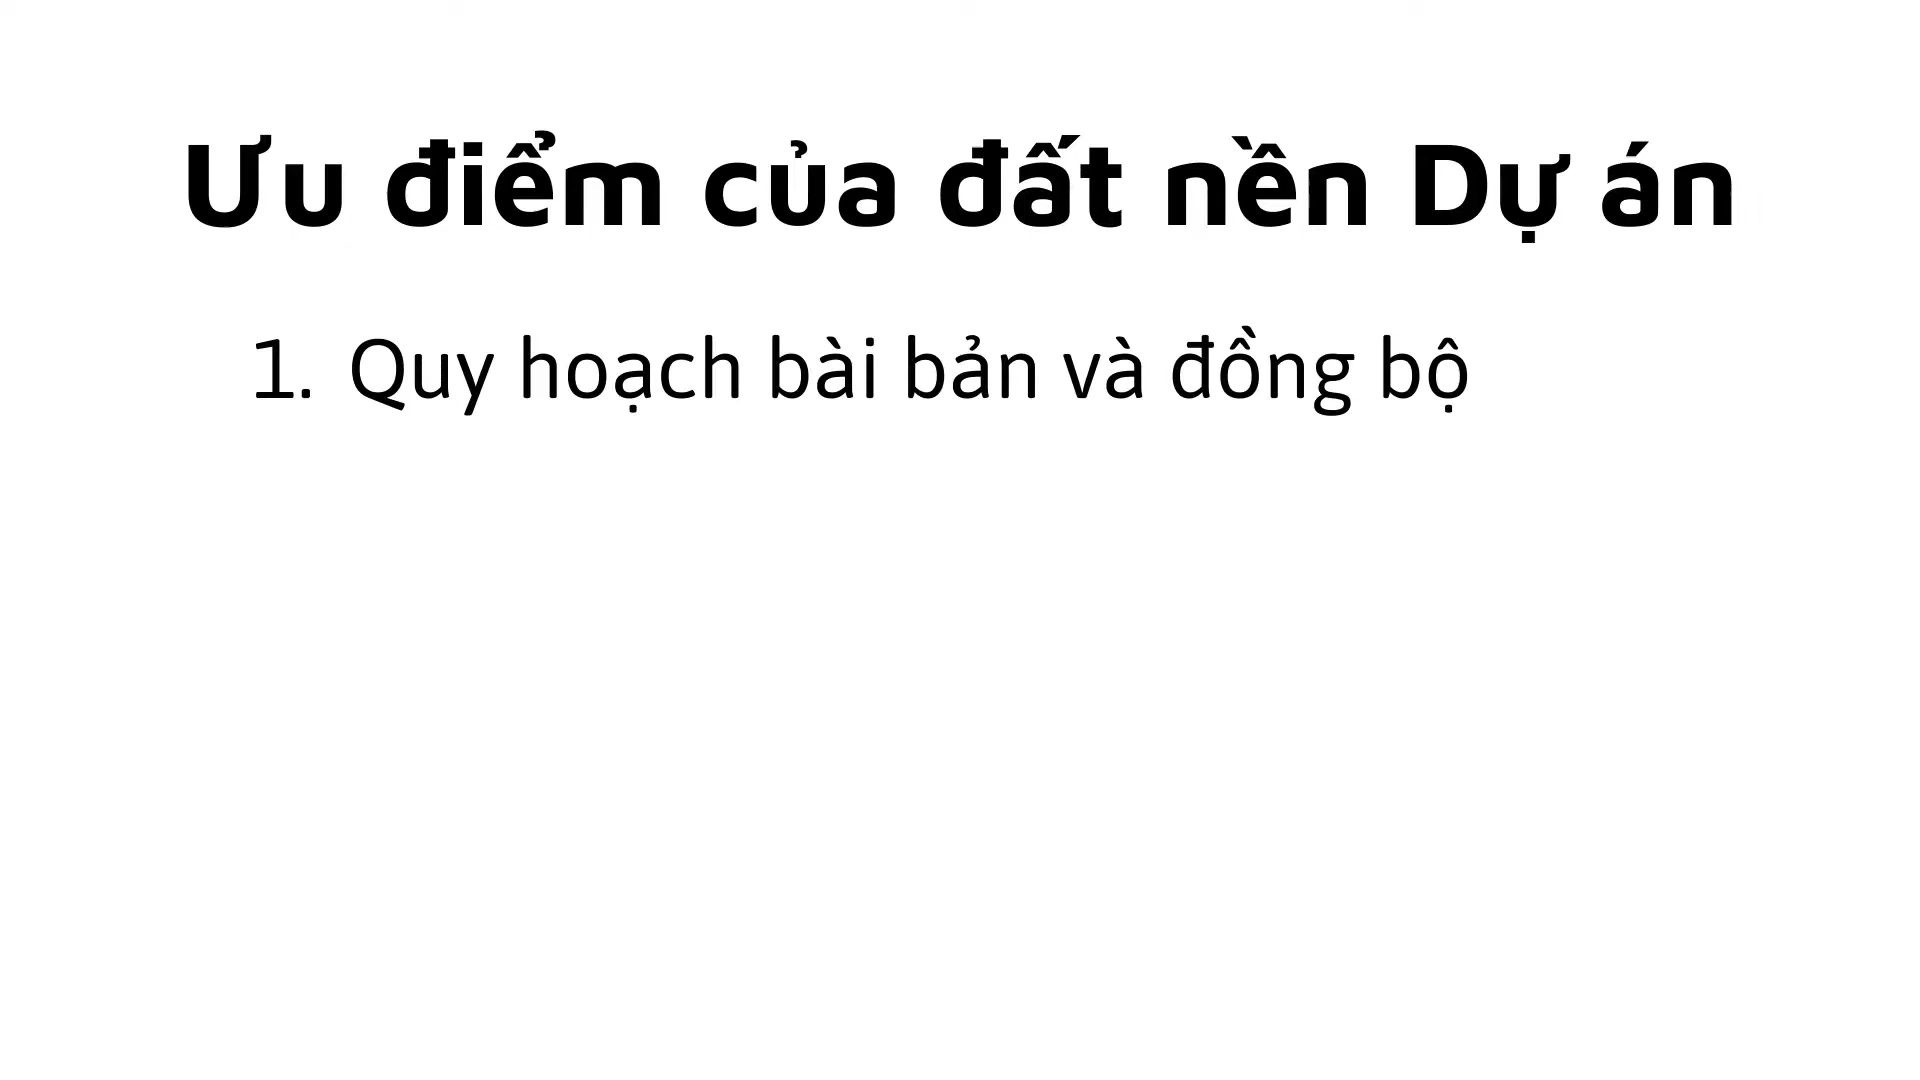 Ưu điểm của đất nền Dự án
1. Quy hoạch bài bản và đồng bộ